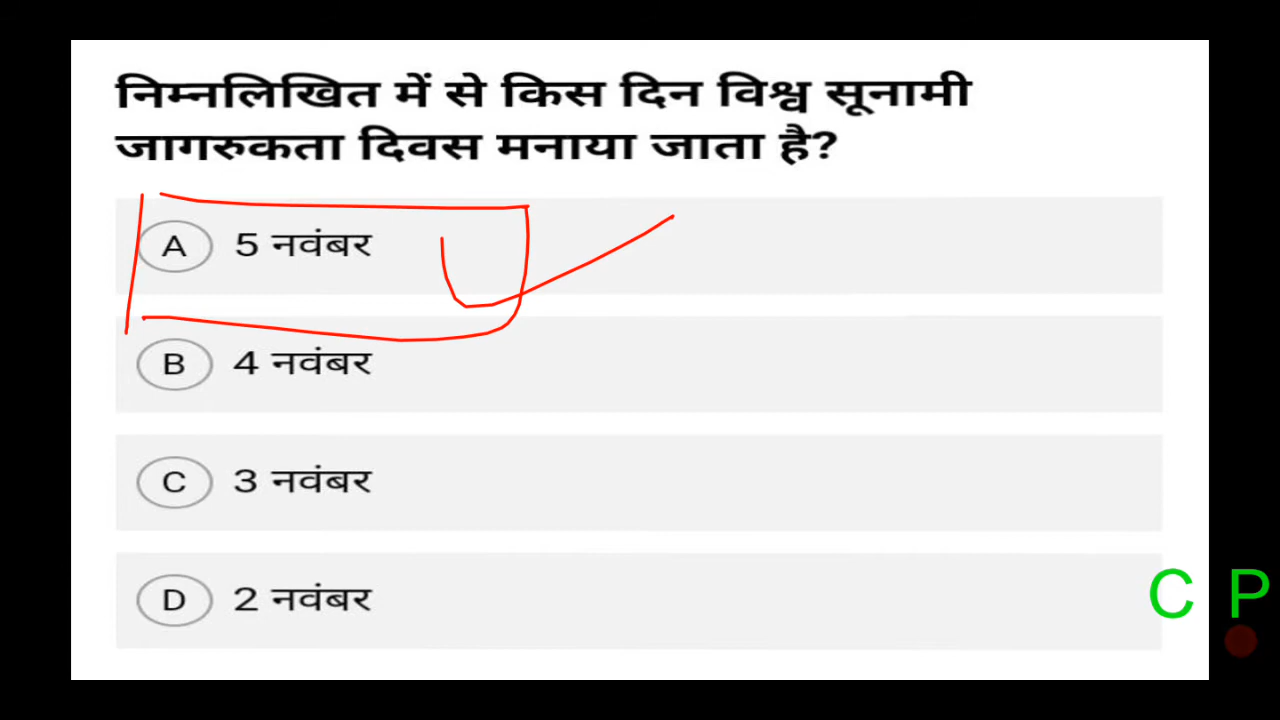 निम्नलिखित में से किस दिन विश्व सूनामी
जागरुकता दिवस मनाया जाता है?
A 5 नवंबर
B 4 नवंबर
C 3 नवंबर
D 2 नवंबर
C P